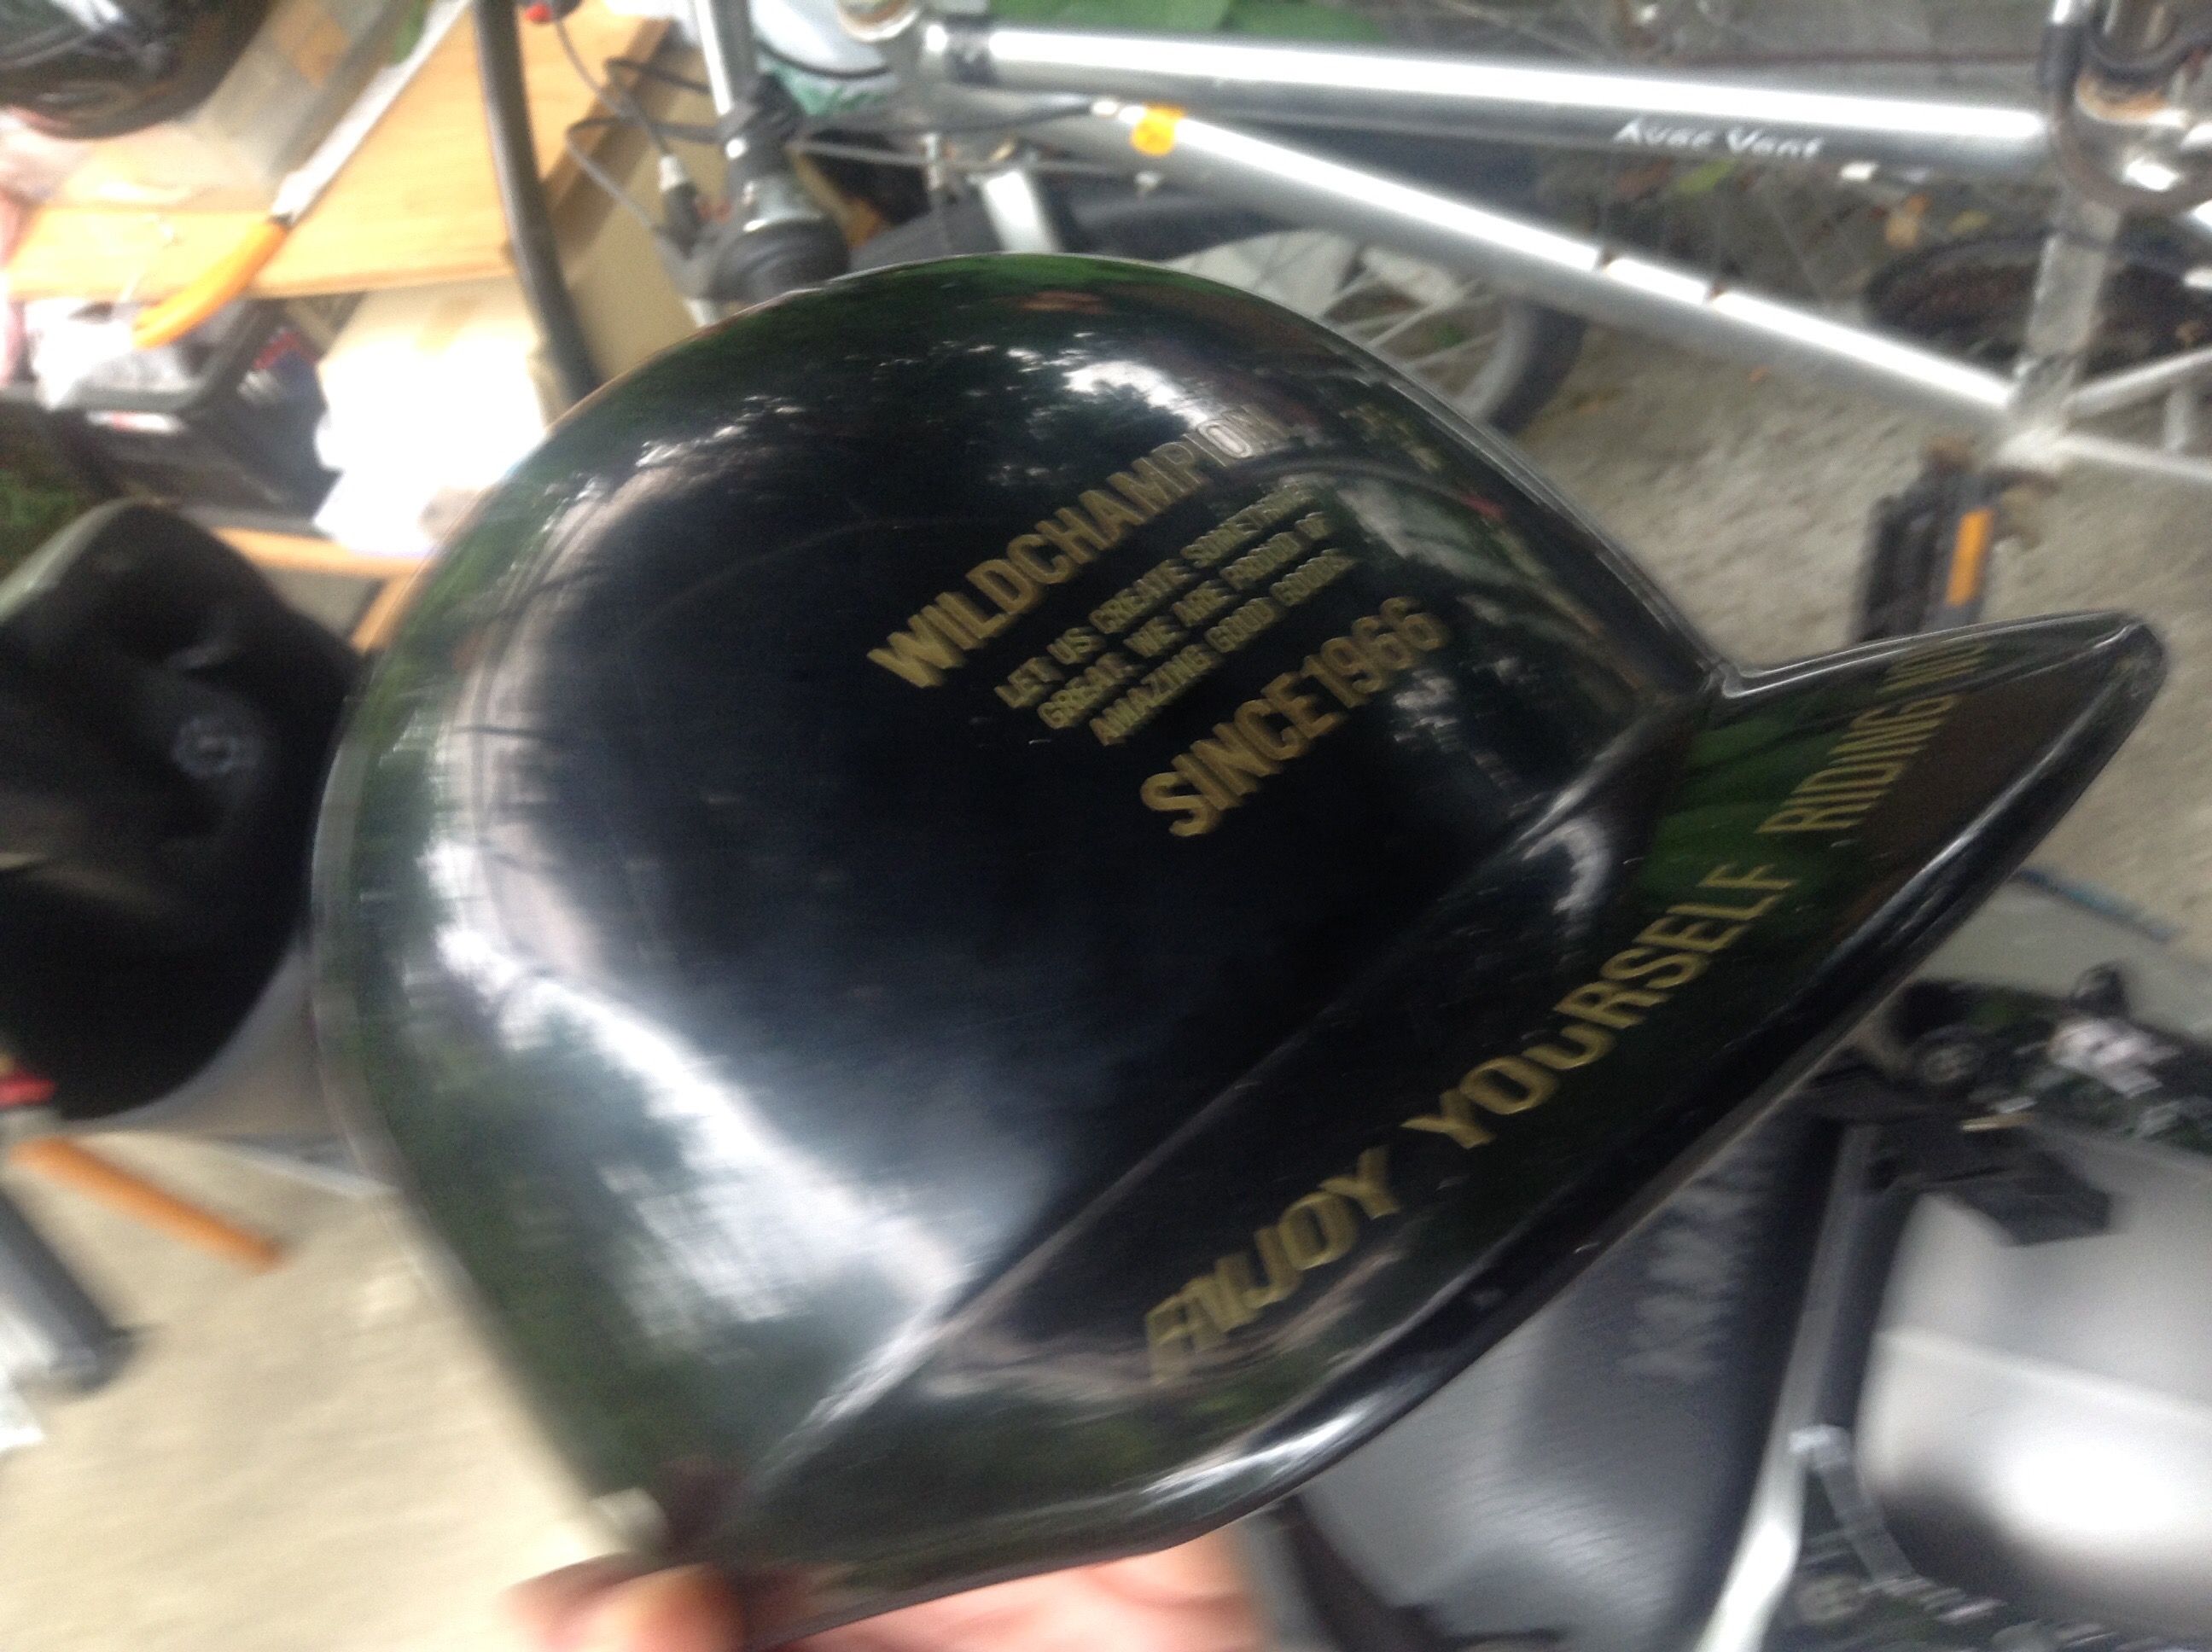 Avec Vent
WILDCHAMPION
LET US CREATE SOMETHING
GREAT. WE ARE PROUD OF
AMAZING GOOD GOODS.
SINCE1966
ENJOY YOURSELF RIDING